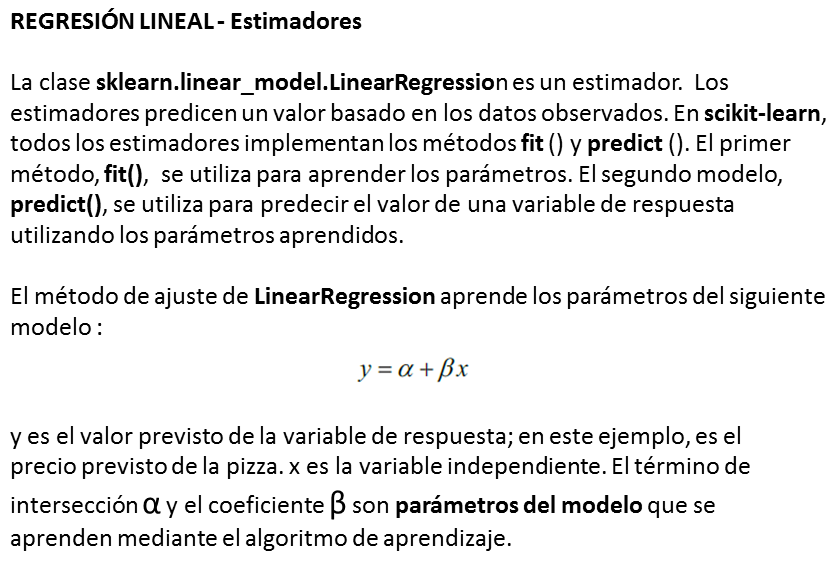 REGRESIÓN LINEAL - Estimadores
La clase sklearn.linear_model.LinearRegression es un estimador. Los
estimadores predicen un valor basado en los datos observados. En scikit-learn,
todos los estimadores implementan los métodos fit () y predict (). El primer
método, fit(), se utiliza para aprender los parámetros. El segundo modelo,
predict(), se utiliza para predecir el valor de una variable de respuesta
utilizando los parámetros aprendidos.
El método de ajuste de LinearRegression aprende los parámetros del siguiente
modelo :
y = α + βx
y es el valor previsto de la variable de respuesta; en este ejemplo, es el
precio previsto de la pizza. x es la variable independiente. El término de
intersección α y el coeficiente β son parámetros del modelo que se
aprenden mediante el algoritmo de aprendizaje.